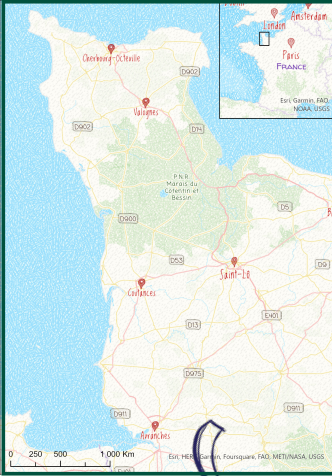 London
Amsterdam
Paris
FRANCE
Esri, Garmin, FAO,
NOAA, USGS
Cherbourg-Octeville
D902
Valognes
D902
D14
PNR
Marais du
Cotentin et
Bessin
D5
D900
D53
Saint-Lô
D9
Coutances
E401
D13
D975
D911
D911
Avranches
0 250 500 1,000 Km
Esri, HERE, Garmin, Foursquare, FAO, METI/NASA, USGS